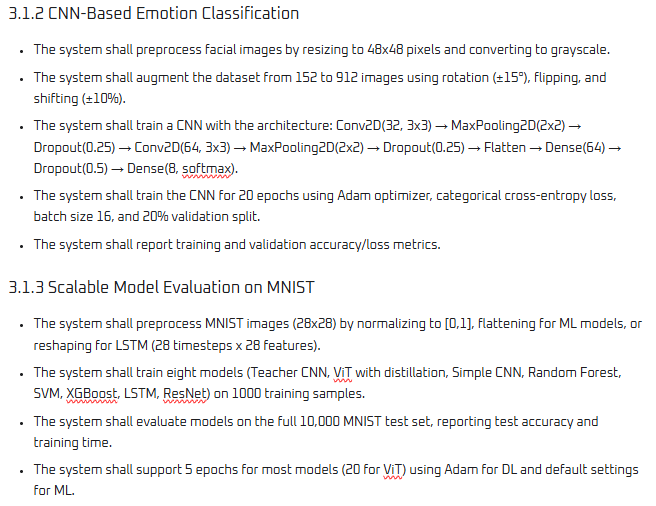 3.1.2 CNN-Based Emotion Classification
• The system shall preprocess facial images by resizing to 48x48 pixels and converting to grayscale.
• The system shall augment the dataset from 152 to 912 images using rotation (±15°), flipping, and
shifting (±10%).
• The system shall train a CNN with the architecture: Conv2D(32, 3x3) → MaxPooling2D(2x2) →
Dropout(0.25) → Conv2D(64, 3x3) → MaxPooling2D(2x2) → Dropout(0.25) → Flatten → Dense(64) →
Dropout(0.5) → Dense(8, softmax).
• The system shall train the CNN for 20 epochs using Adam optimizer, categorical cross-entropy loss,
batch size 16, and 20% validation split.
• The system shall report training and validation accuracy/loss metrics.
3.1.3 Scalable Model Evaluation on MNIST
• The system shall preprocess MNIST images (28x28) by normalizing to [0,1], flattening for ML models, or
reshaping for LSTM (28 timesteps x 28 features).
• The system shall train eight models (Teacher CNN, ViT with distillation, Simple CNN, Random Forest,
SVM, XGBoost, LSTM, ResNet) on 1000 training samples.
• The system shall evaluate models on the full 10,000 MNIST test set, reporting test accuracy and
training time.
• The system shall support 5 epochs for most models (20 for ViT) using Adam for DL and default settings
for ML.